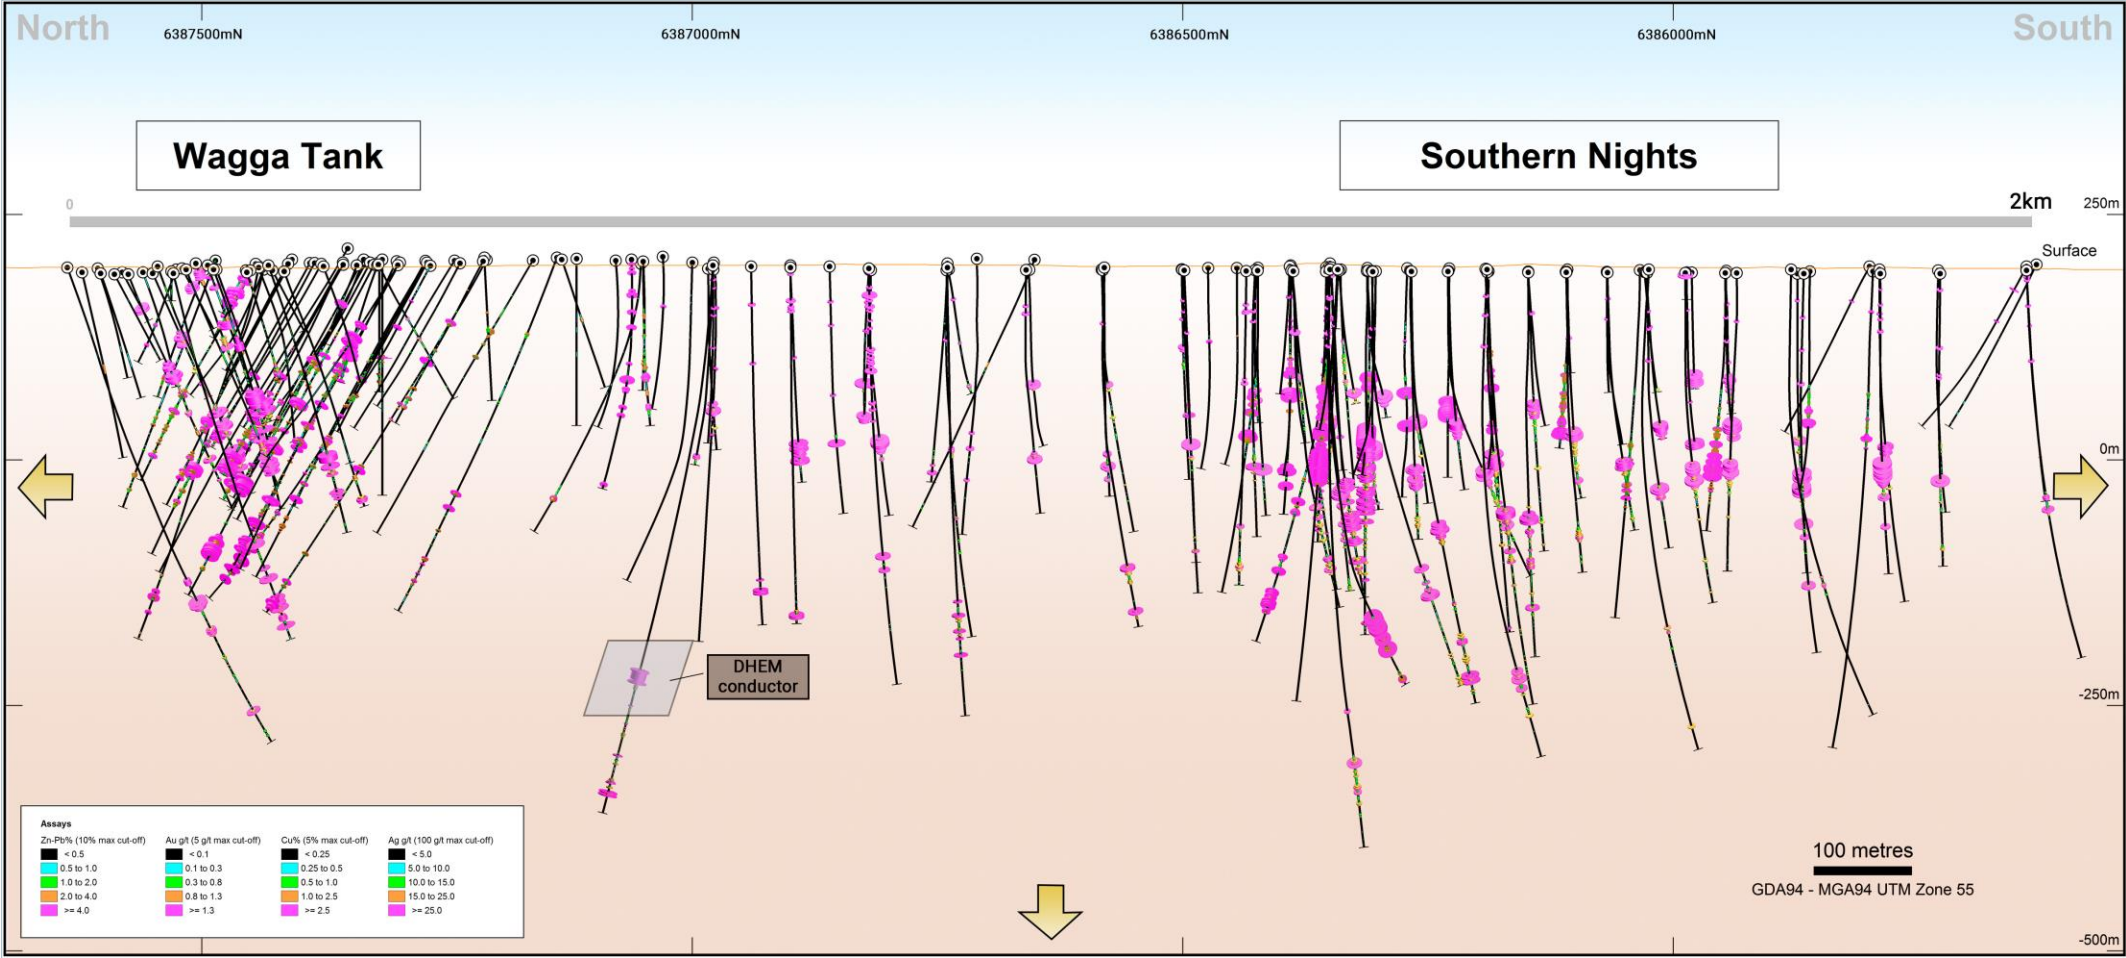 North
6387500mN
6387000mN
6386500mN
6386000mN
South
Wagga Tank
Southern Nights
0
2km
250m
Surface
0m
DHEM
conductor
-250m
Assays
Zn-Pb% (10% max cut-off)
Au g/t (5 g/t max cut-off)
Cu% (5% max cut-off)
Ag g/t (100 g/t max cut-off)
< 0.5
< 0.1
< 0.25
< 5.0
0.5 to 1.0
0.1 to 0.3
0.25 to 0.5
5.0 to 10.0
1.0 to 2.0
0.3 to 0.8
0.5 to 1.0
10.0 to 15.0
2.0 to 4.0
0.8 to 1.3
1.0 to 2.5
15.0 to 25.0
>= 4.0
>= 1.3
>= 2.5
>= 25.0
100 metres
GDA94 - MGA94 UTM Zone 55
-500m